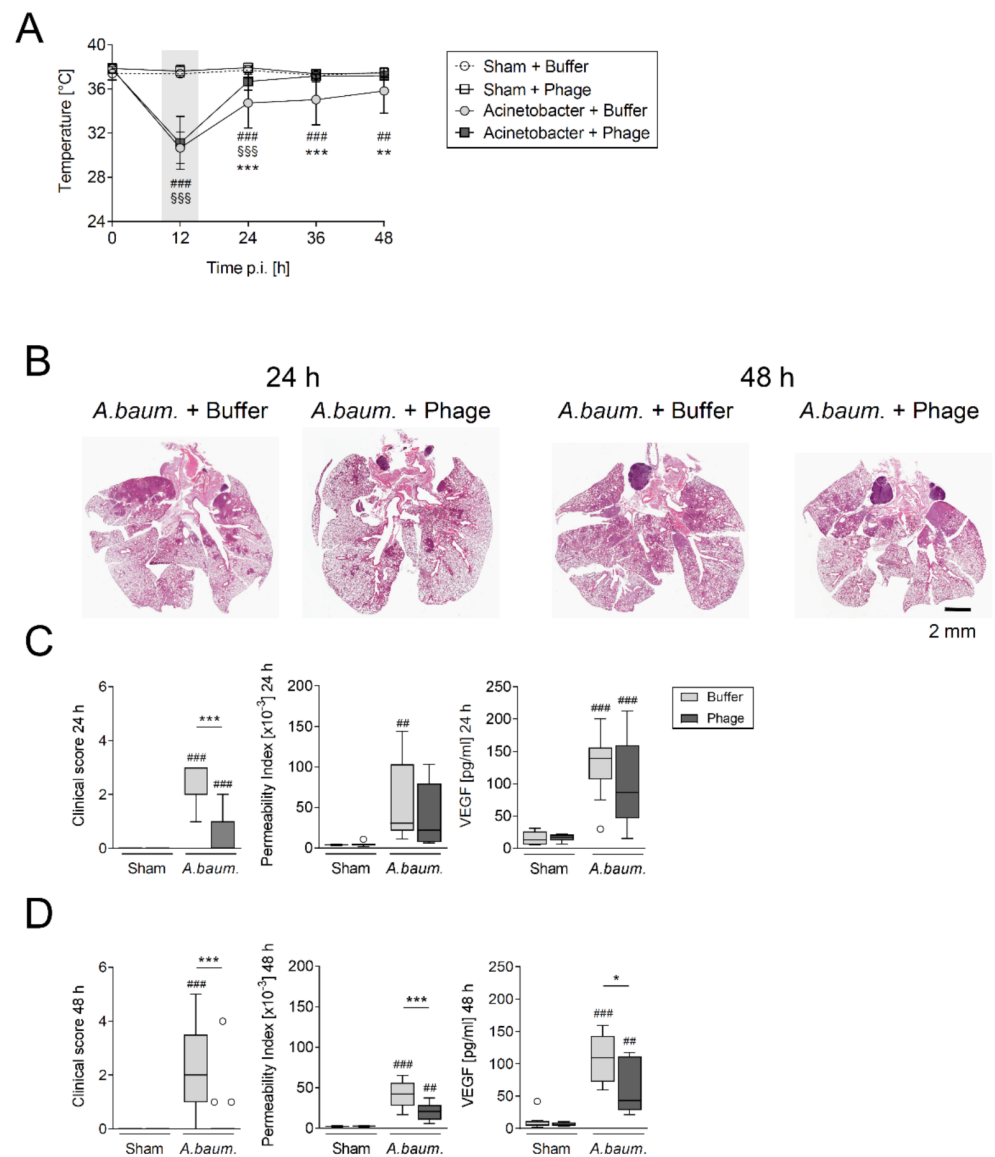 A
Temperature [°C]
40
36
32
28
24
0
12
24
36
48
Time p.i. [h]
###
§§§
###
§§§
***
###
***
##
**
Sham + Buffer
Sham + Phage
Acinetobacter + Buffer
Acinetobacter + Phage
B
24 h
48 h
A.baum. + Buffer
A.baum. + Phage
A.baum. + Buffer
A.baum. + Phage
2 mm
C
Clinical score 24 h
6
4
2
0
***
###
###
Sham
A.baum.
Permeability Index [x10⁻³] 24 h
200
150
100
50
0
##
Sham
A.baum.
VEGF [pg/ml] 24 h
250
200
150
100
50
0
###
###
Sham
A.baum.
Buffer
Phage
D
Clinical score 48 h
6
4
2
0
***
###
Sham
A.baum.
Permeability Index [x10⁻³] 48 h
200
150
100
50
0
***
###
##
Sham
A.baum.
VEGF [pg/ml] 48 h
250
200
150
100
50
0
*
###
##
Sham
A.baum.